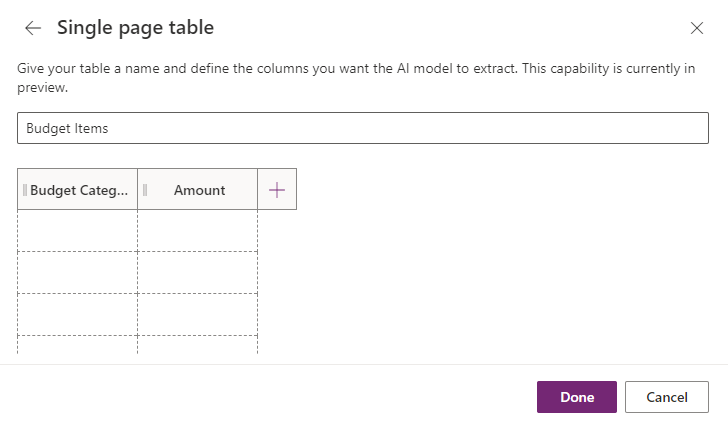 Single page table
Give your table a name and define the columns you want the AI model to extract. This capability is currently in
preview.
Budget Items
Budget Categ... Amount
Done Cancel